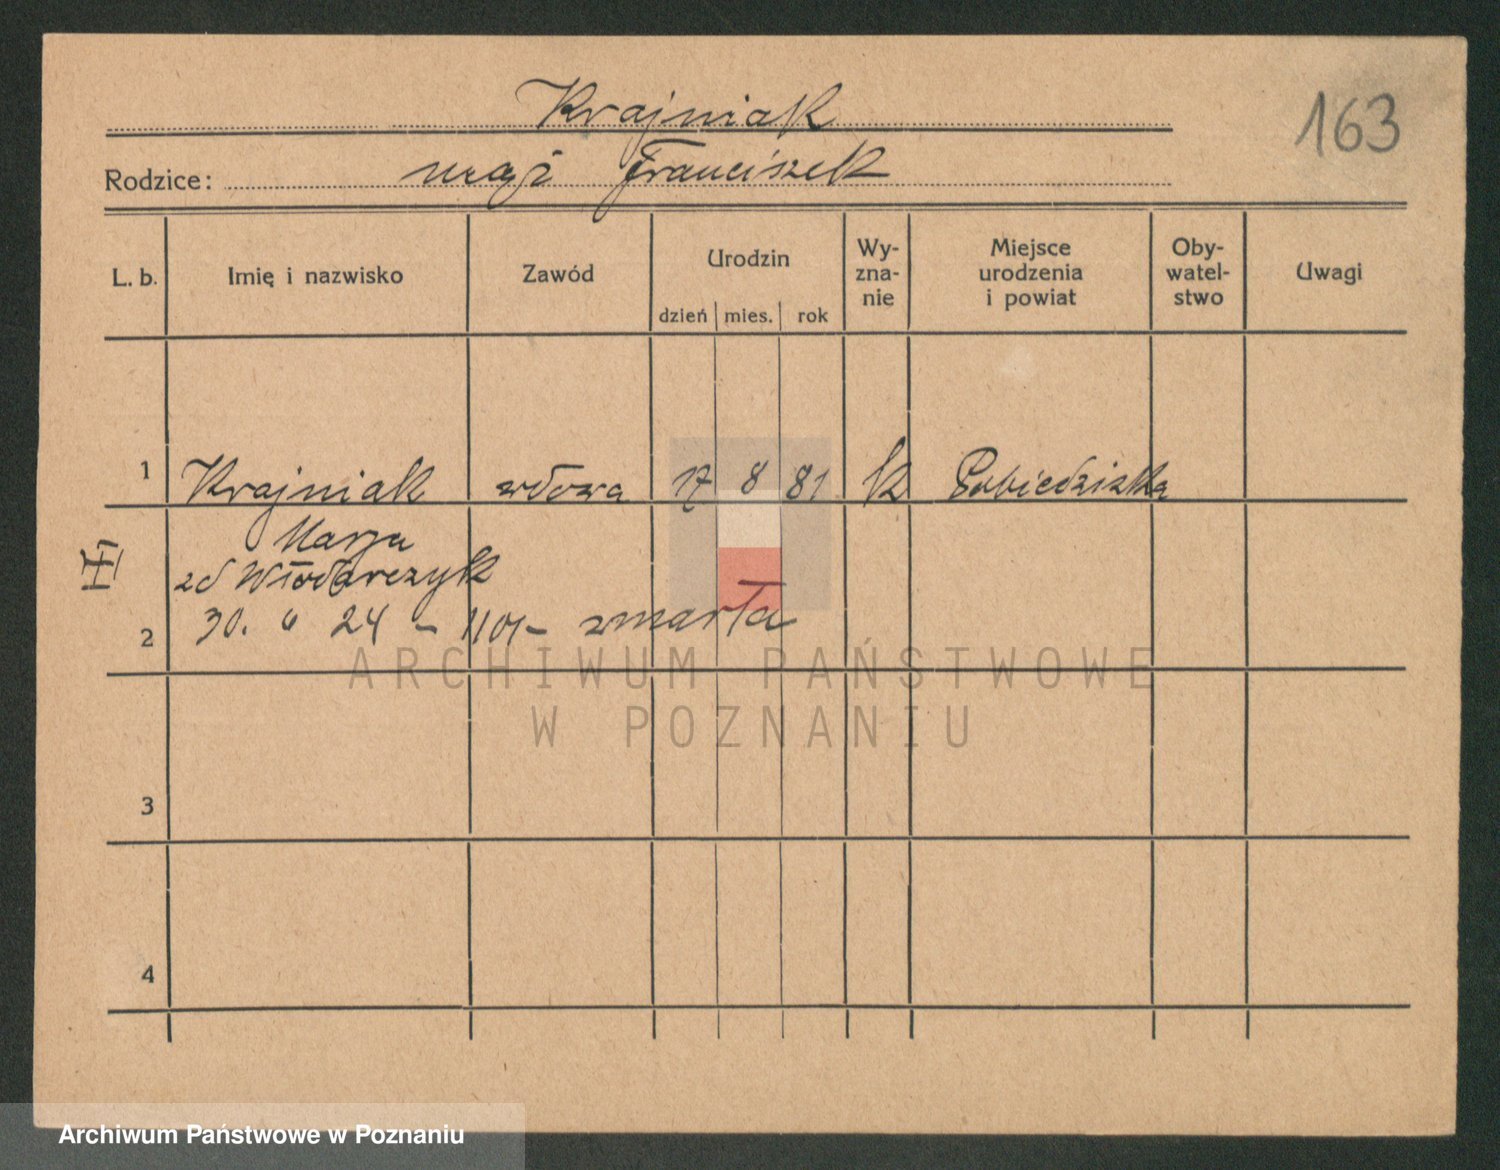 Krajniak
163
Rodzice: mąż Franciszek
L. b. Imię i nazwisko Zawód Urodzin dzień mies. rok Wy-zna-nie Miejsce urodzenia i powiat Oby-watel-stwo Uwagi
1 Krajniak wdowa 17 8 81 k Pobiedziska
Marja
zd Włodarczyk
2 30. 6 24 - 1101 - zmarła
ARCHIWUM PAŃSTWOWE
W POZNANIU
3
4
Archiwum Państwowe w Poznaniu